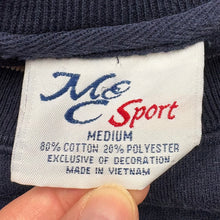 MC Sport
MEDIUM
80% COTTON 20% POLYESTER
EXCLUSIVE OF DECORATION
MADE IN VIETNAM